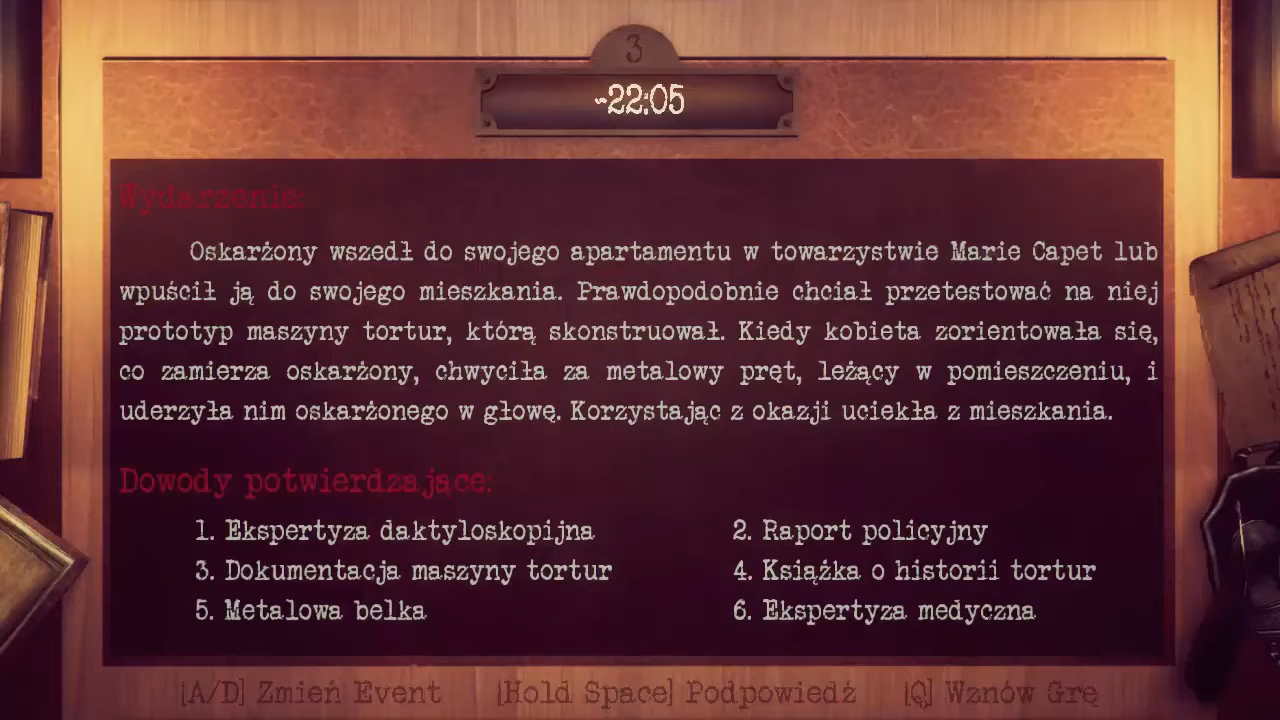 3
~22:05
Wydarzenie:
Oskarżony wszedł do swojego apartamentu w towarzystwie Marie Capet lub
wpuścił ją do swojego mieszkania. Prawdopodobnie chciał przetestować na niej
prototyp maszyny tortur, którą skonstruował. Kiedy kobieta zorientowała się,
co zamierza oskarżony, chwyciła za metalowy pręt, leżący w pomieszczeniu, i
uderzyła nim oskarżonego w głowę. Korzystając z okazji uciekła z mieszkania.
Dowody potwierdzające:
1. Ekspertyza daktyloskopijna
2. Raport policyjny
3. Dokumentacja maszyny tortur
4. Książka o historii tortur
5. Metalowa belka
6. Ekspertyza medyczna
[A/D] Zmień Event [Hold Space] Podpowiedź [Q] Wznów Grę